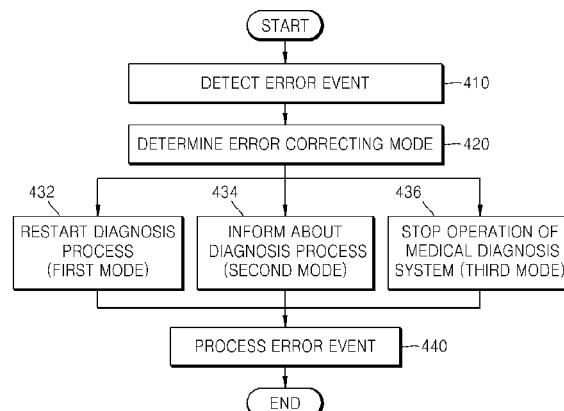 START
DETECT ERROR EVENT
410
DETERMINE ERROR CORRECTING MODE
420
432
434
436
RESTART DIAGNOSIS
PROCESS
(FIRST MODE)
INFORM ABOUT
DIAGNOSIS PROCESS
(SECOND MODE)
STOP OPERATION OF
MEDICAL DIAGNOSIS
SYSTEM (THIRD MODE)
PROCESS ERROR EVENT
440
END